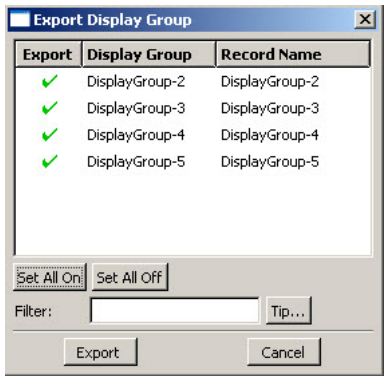 Export Display Group
Export Display Group Record Name
DisplayGroup-2 DisplayGroup-2
DisplayGroup-3 DisplayGroup-3
DisplayGroup-4 DisplayGroup-4
DisplayGroup-5 DisplayGroup-5
Set All On Set All Off
Filter: Tip...
Export Cancel